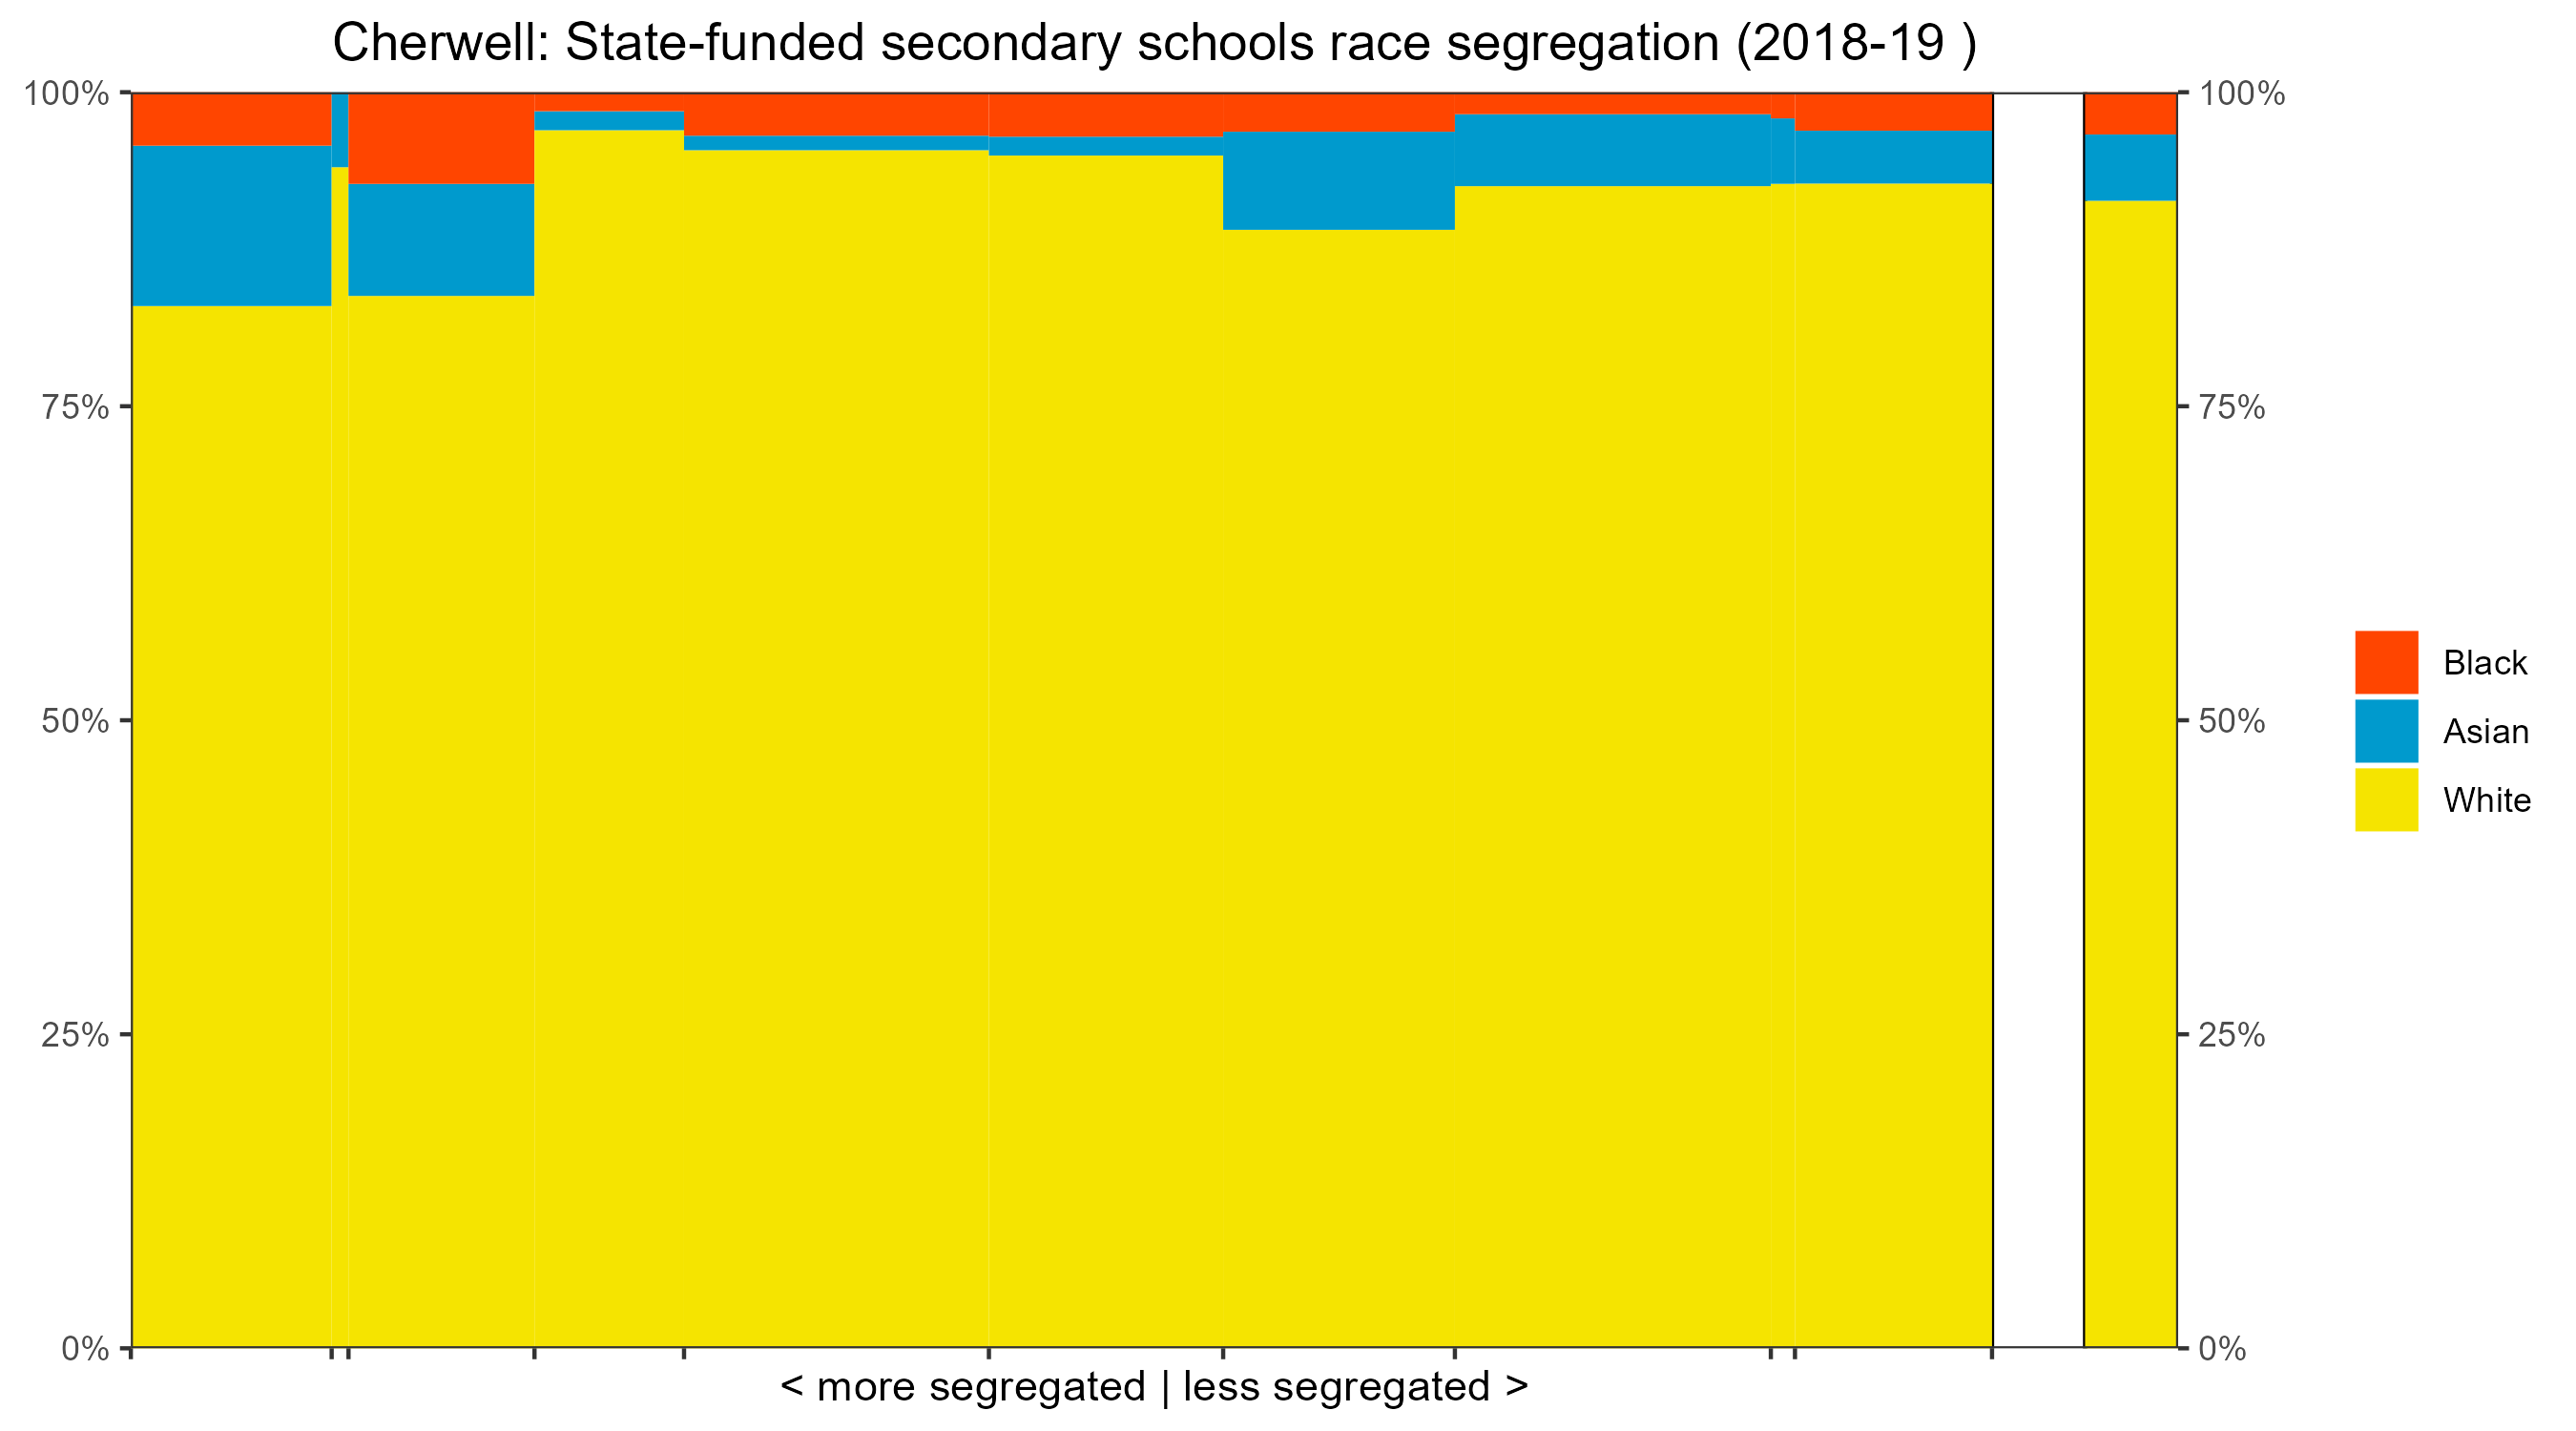 Cherwell: State-funded secondary schools race segregation (2018-19 )
100%
100%
75%
75%
50%
50%
25%
25%
0%
0%
Black
Asian
White
< more segregated | less segregated >